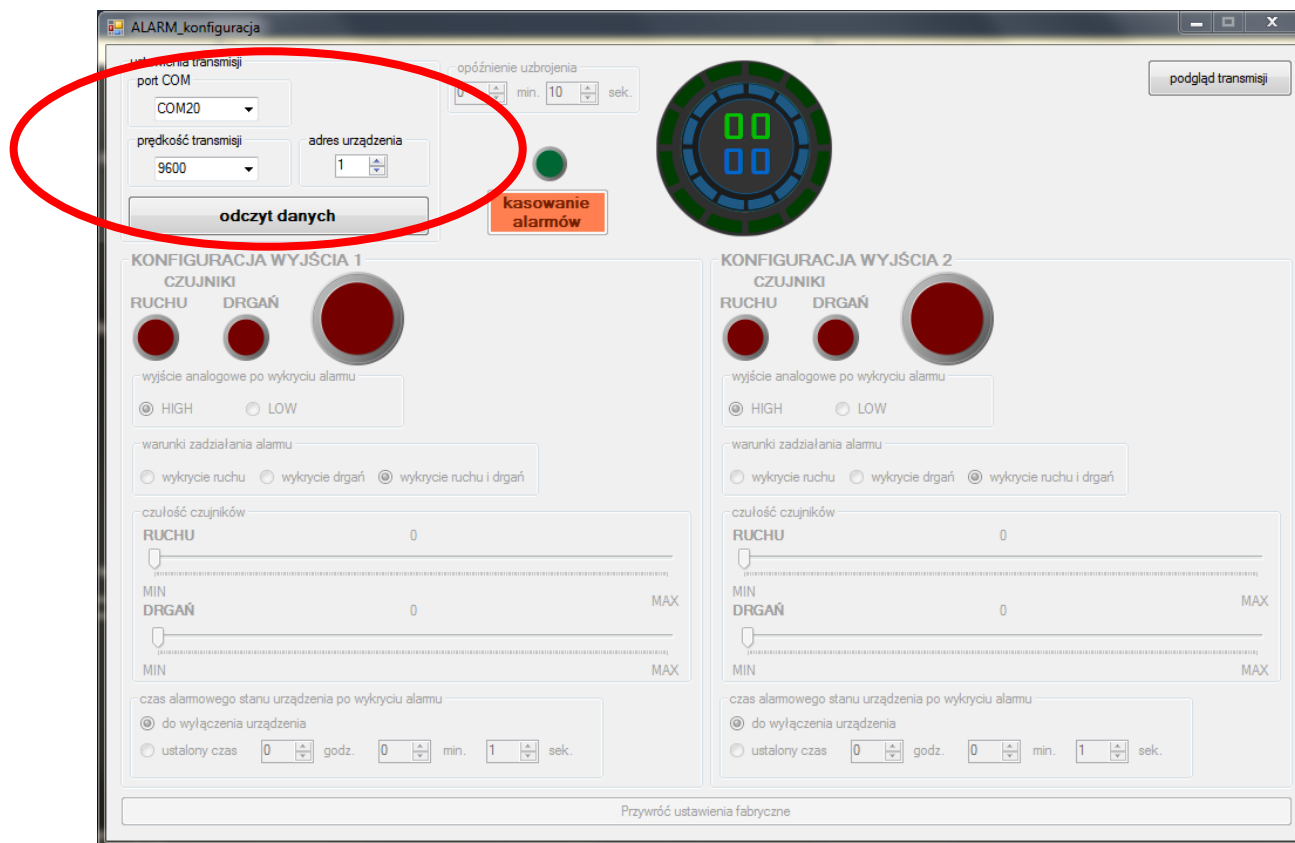 ALARM_konfiguracja
ustawienia transmisji
port COM
COM20
prędkość transmisji
9600
adres urządzenia
1
odczyt danych
opóźnienie uzbrojenia
0 min. 10 sek.
kasowanie
alarmów
00
00
podgląd transmisji
KONFIGURACJA WYJŚCIA 1
CZUJNIKI
RUCHU DRGAŃ
wyjście analogowe po wykryciu alarmu
HIGH LOW
warunki zadziałania alarmu
wykrycie ruchu wykrycie drgań wykrycie ruchu i drgań
czułość czujników
RUCHU 0
MIN MAX
DRGAŃ 0
MIN MAX
czas alarmowego stanu urządzenia po wykryciu alarmu
do wyłączenia urządzenia
ustalony czas 0 godz. 0 min. 1 sek.
KONFIGURACJA WYJŚCIA 2
CZUJNIKI
RUCHU DRGAŃ
wyjście analogowe po wykryciu alarmu
HIGH LOW
warunki zadziałania alarmu
wykrycie ruchu wykrycie drgań wykrycie ruchu i drgań
czułość czujników
RUCHU 0
MIN MAX
DRGAŃ 0
MIN MAX
czas alarmowego stanu urządzenia po wykryciu alarmu
do wyłączenia urządzenia
ustalony czas 0 godz. 0 min. 1 sek.
Przywróć ustawienia fabryczne